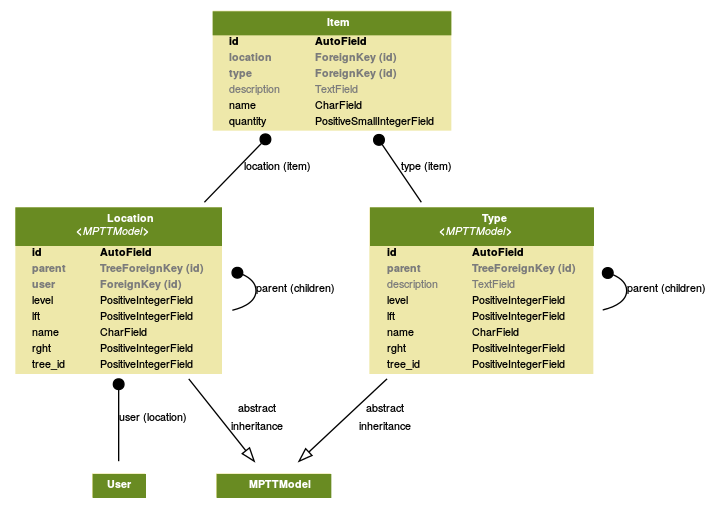 Item
id AutoField
location ForeignKey (id)
type ForeignKey (id)
description TextField
name CharField
quantity PositiveSmallIntegerField
location (item)
type (item)
Location
<MPTTModel>
id AutoField
parent TreeForeignKey (id)
user ForeignKey (id)
level PositiveIntegerField
lft PositiveIntegerField
name CharField
rght PositiveIntegerField
tree_id PositiveIntegerField
parent (children)
Type
<MPTTModel>
id AutoField
parent TreeForeignKey (id)
description TextField
level PositiveIntegerField
lft PositiveIntegerField
name CharField
rght PositiveIntegerField
tree_id PositiveIntegerField
parent (children)
user (location)
abstract
inheritance
abstract
inheritance
User
MPTTModel